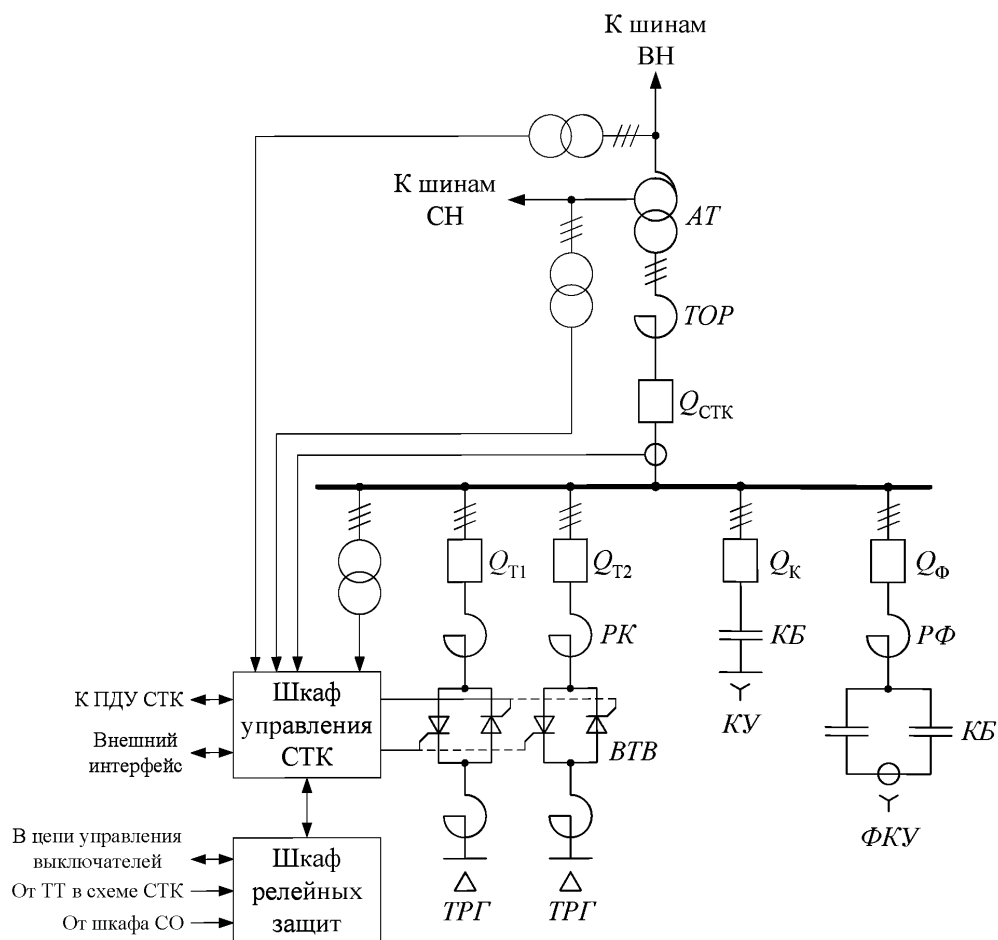 К шинам
ВН
К шинам
СН
АТ
ТОР
QСТК
QТ1
QТ2
QК
QФ
РК
КБ
РФ
К ПДУ СТК
Внешний
интерфейс
Шкаф
управления
СТК
ВТВ
КУ
КБ
ФКУ
В цепи управления
выключателей
От ТТ в схеме СТК
От шкафа СО
Шкаф
релейных
защит
ТРГ
ТРГ